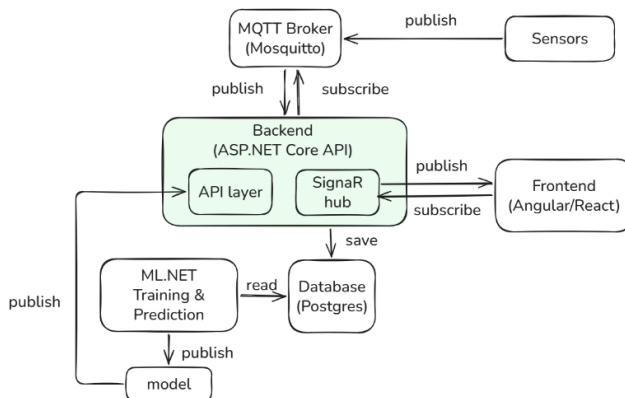 MQTT Broker
(Mosquitto)
publish
Sensors
publish
subscribe
Backend
(ASP.NET Core API)
API layer
SignaR
hub
publish
subscribe
Frontend
(Angular/React)
save
ML.NET
Training &
Prediction
read
Database
(Postgres)
publish
publish
model